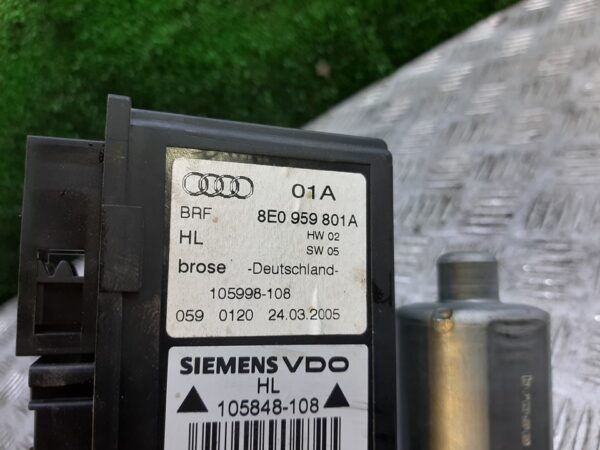 01A
BRF 8E0 959 801A
HL HW 02
SW 05
brose -Deutschland-
105998-108
059 0120 24.03.2005
SIEMENS VDO
HL
105848-108